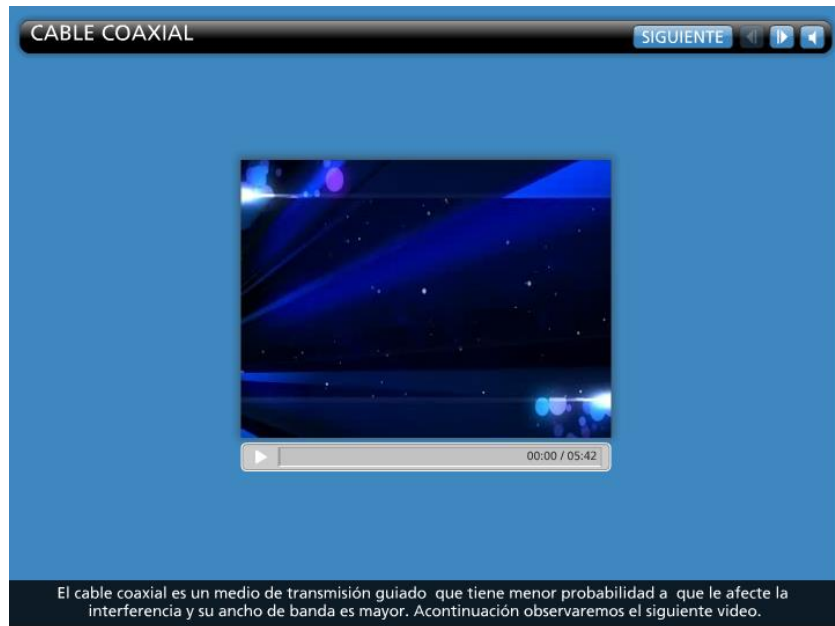 CABLE COAXIAL
SIGUIENTE
00:00 / 05:42
El cable coaxial es un medio de transmisión guiado  que tiene menor probabilidad a  que le afecte la
interferencia y su ancho de banda es mayor. Acontinuación observaremos el siguiente video.